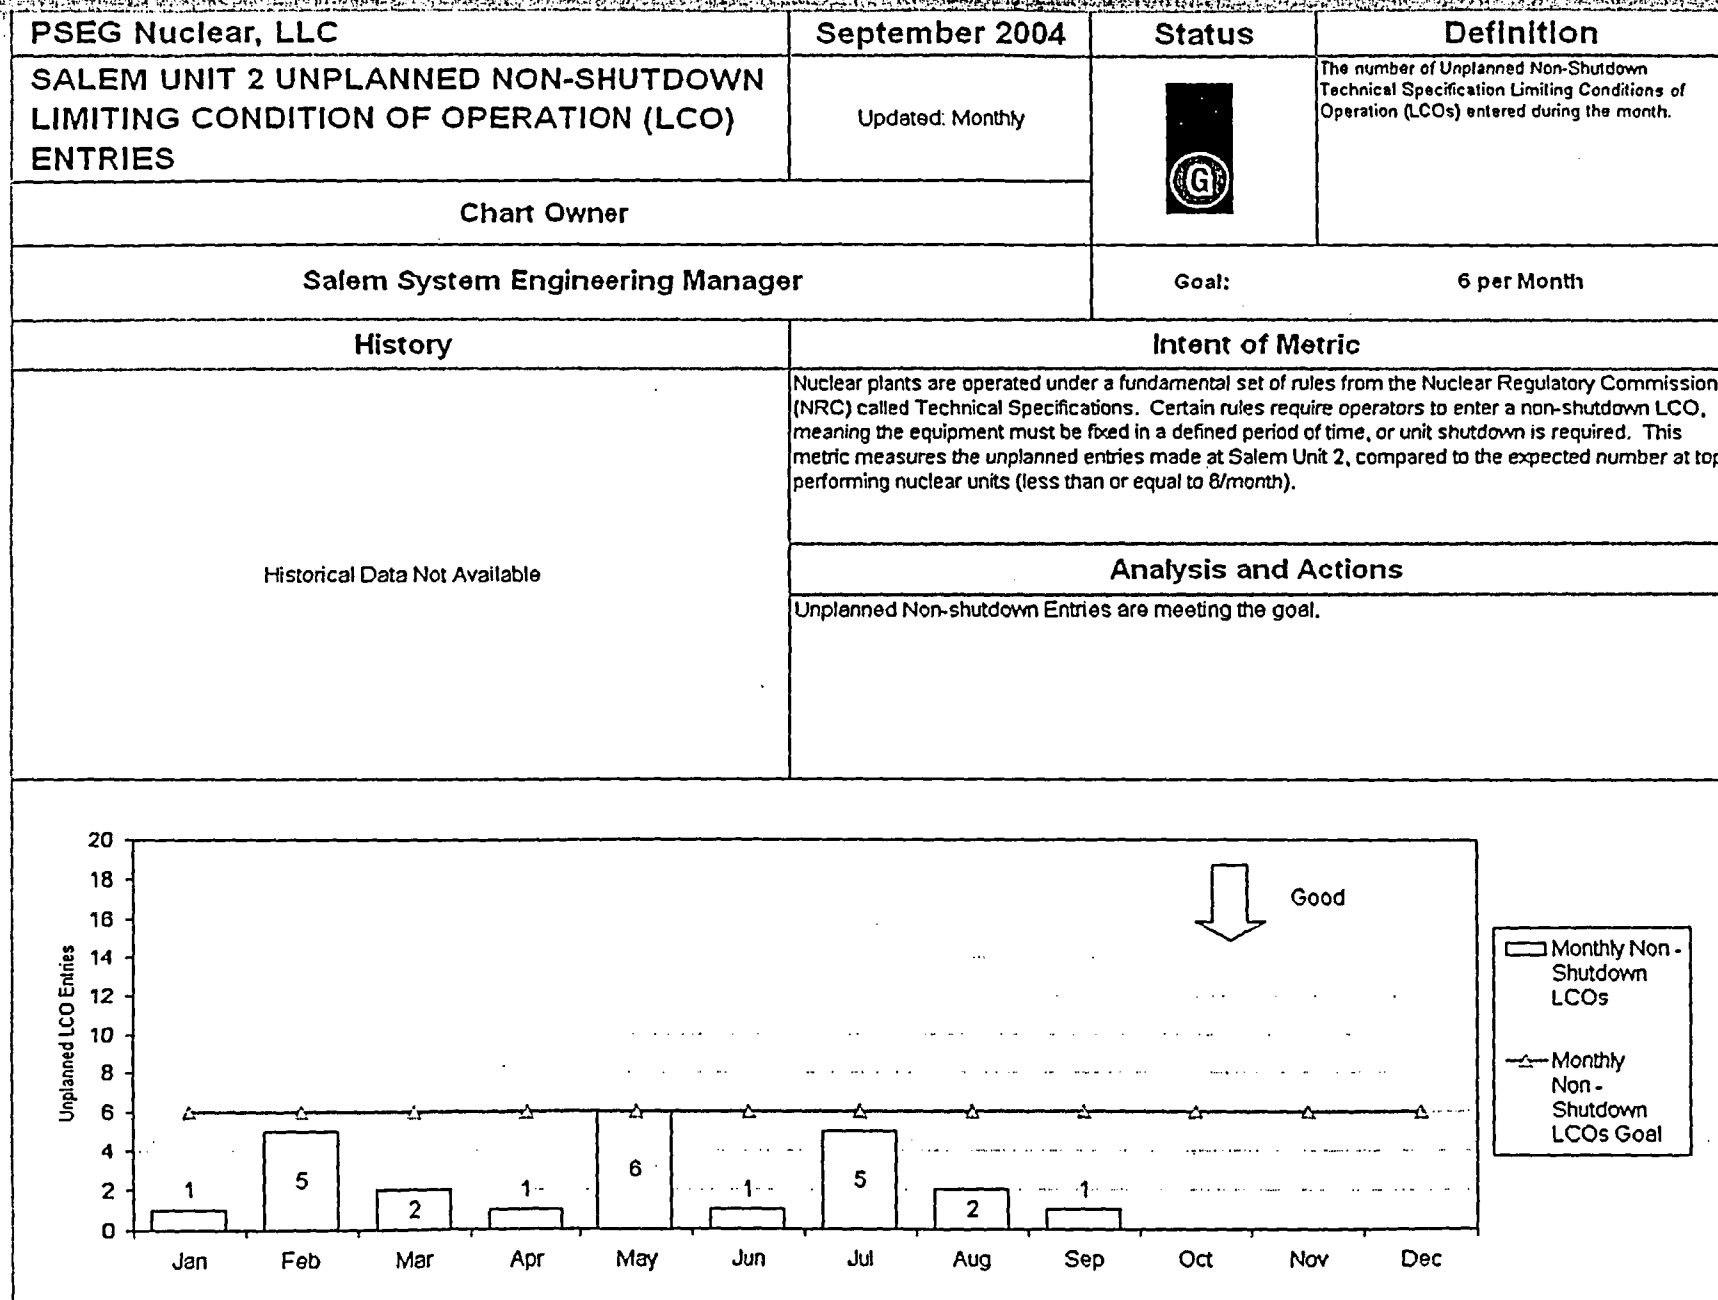 PSEG Nuclear, LLC
September 2004
Status
Definition
SALEM UNIT 2 UNPLANNED NON-SHUTDOWN
LIMITING CONDITION OF OPERATION (LCO)
ENTRIES
Updated: Monthly
G
The number of Unplanned Non-Shutdown
Technical Specification Limiting Conditions of
Operation (LCOs) entered during the month.
Chart Owner
Salem System Engineering Manager
Goal:
6 per Month
History
Intent of Metric
Historical Data Not Available
Nuclear plants are operated under a fundamental set of rules from the Nuclear Regulatory Commission
(NRC) called Technical Specifications. Certain rules require operators to enter a non-shutdown LCO,
meaning the equipment must be fixed in a defined period of time, or unit shutdown is required. This
metric measures the unplanned entries made at Salem Unit 2, compared to the expected number at top
performing nuclear units (less than or equal to 6/month).
Analysis and Actions
Unplanned Non-shutdown Entries are meeting the goal.
Unplanned LCO Entries
20
18
16
14
12
10
8
6
4
2
0
Good
1
5
2
1
6
1
5
2
1
Jan
Feb
Mar
Apr
May
Jun
Jul
Aug
Sep
Oct
Nov
Dec
Monthly Non-
Shutdown
LCOs
Monthly
Non-
Shutdown
LCOs Goal